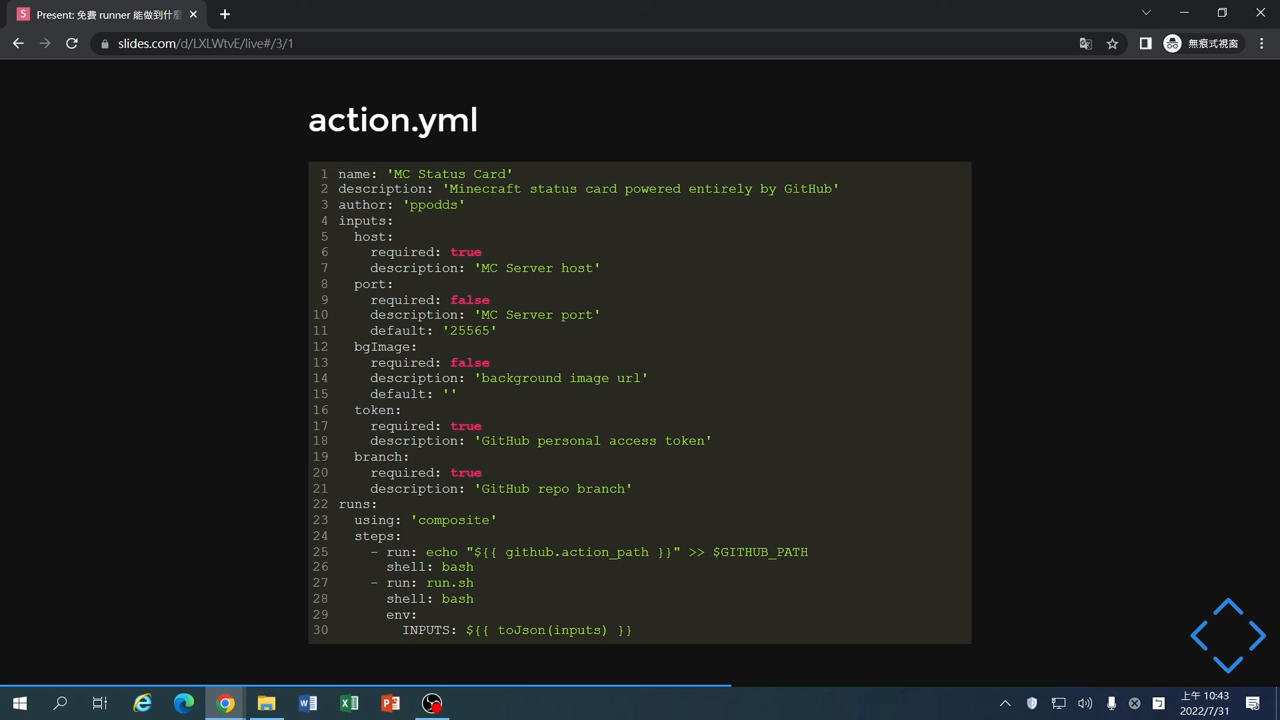 Present: 免費 runner 能做到什麼
slides.com/d/LXLWtvE/live#/3/1
無痕式視窗
action.yml
1 name: 'MC Status Card'
2 description: 'Minecraft status card powered entirely by GitHub'
3 author: 'ppodds'
4 inputs:
5 host:
6 required: true
7 description: 'MC Server host'
8 port:
9 required: false
10 description: 'MC Server port'
11 default: '25565'
12 bgImage:
13 required: false
14 description: 'background image url'
15 default: ''
16 token:
17 required: true
18 description: 'GitHub personal access token'
19 branch:
20 required: true
21 description: 'GitHub repo branch'
22 runs:
23 using: 'composite'
24 steps:
25 - run: echo "${{ github.action_path }}" >> $GITHUB_PATH
26 shell: bash
27 - run: run.sh
28 shell: bash
29 env:
30 INPUTS: ${{ toJson(inputs) }}
上午 10:43
2022/7/31